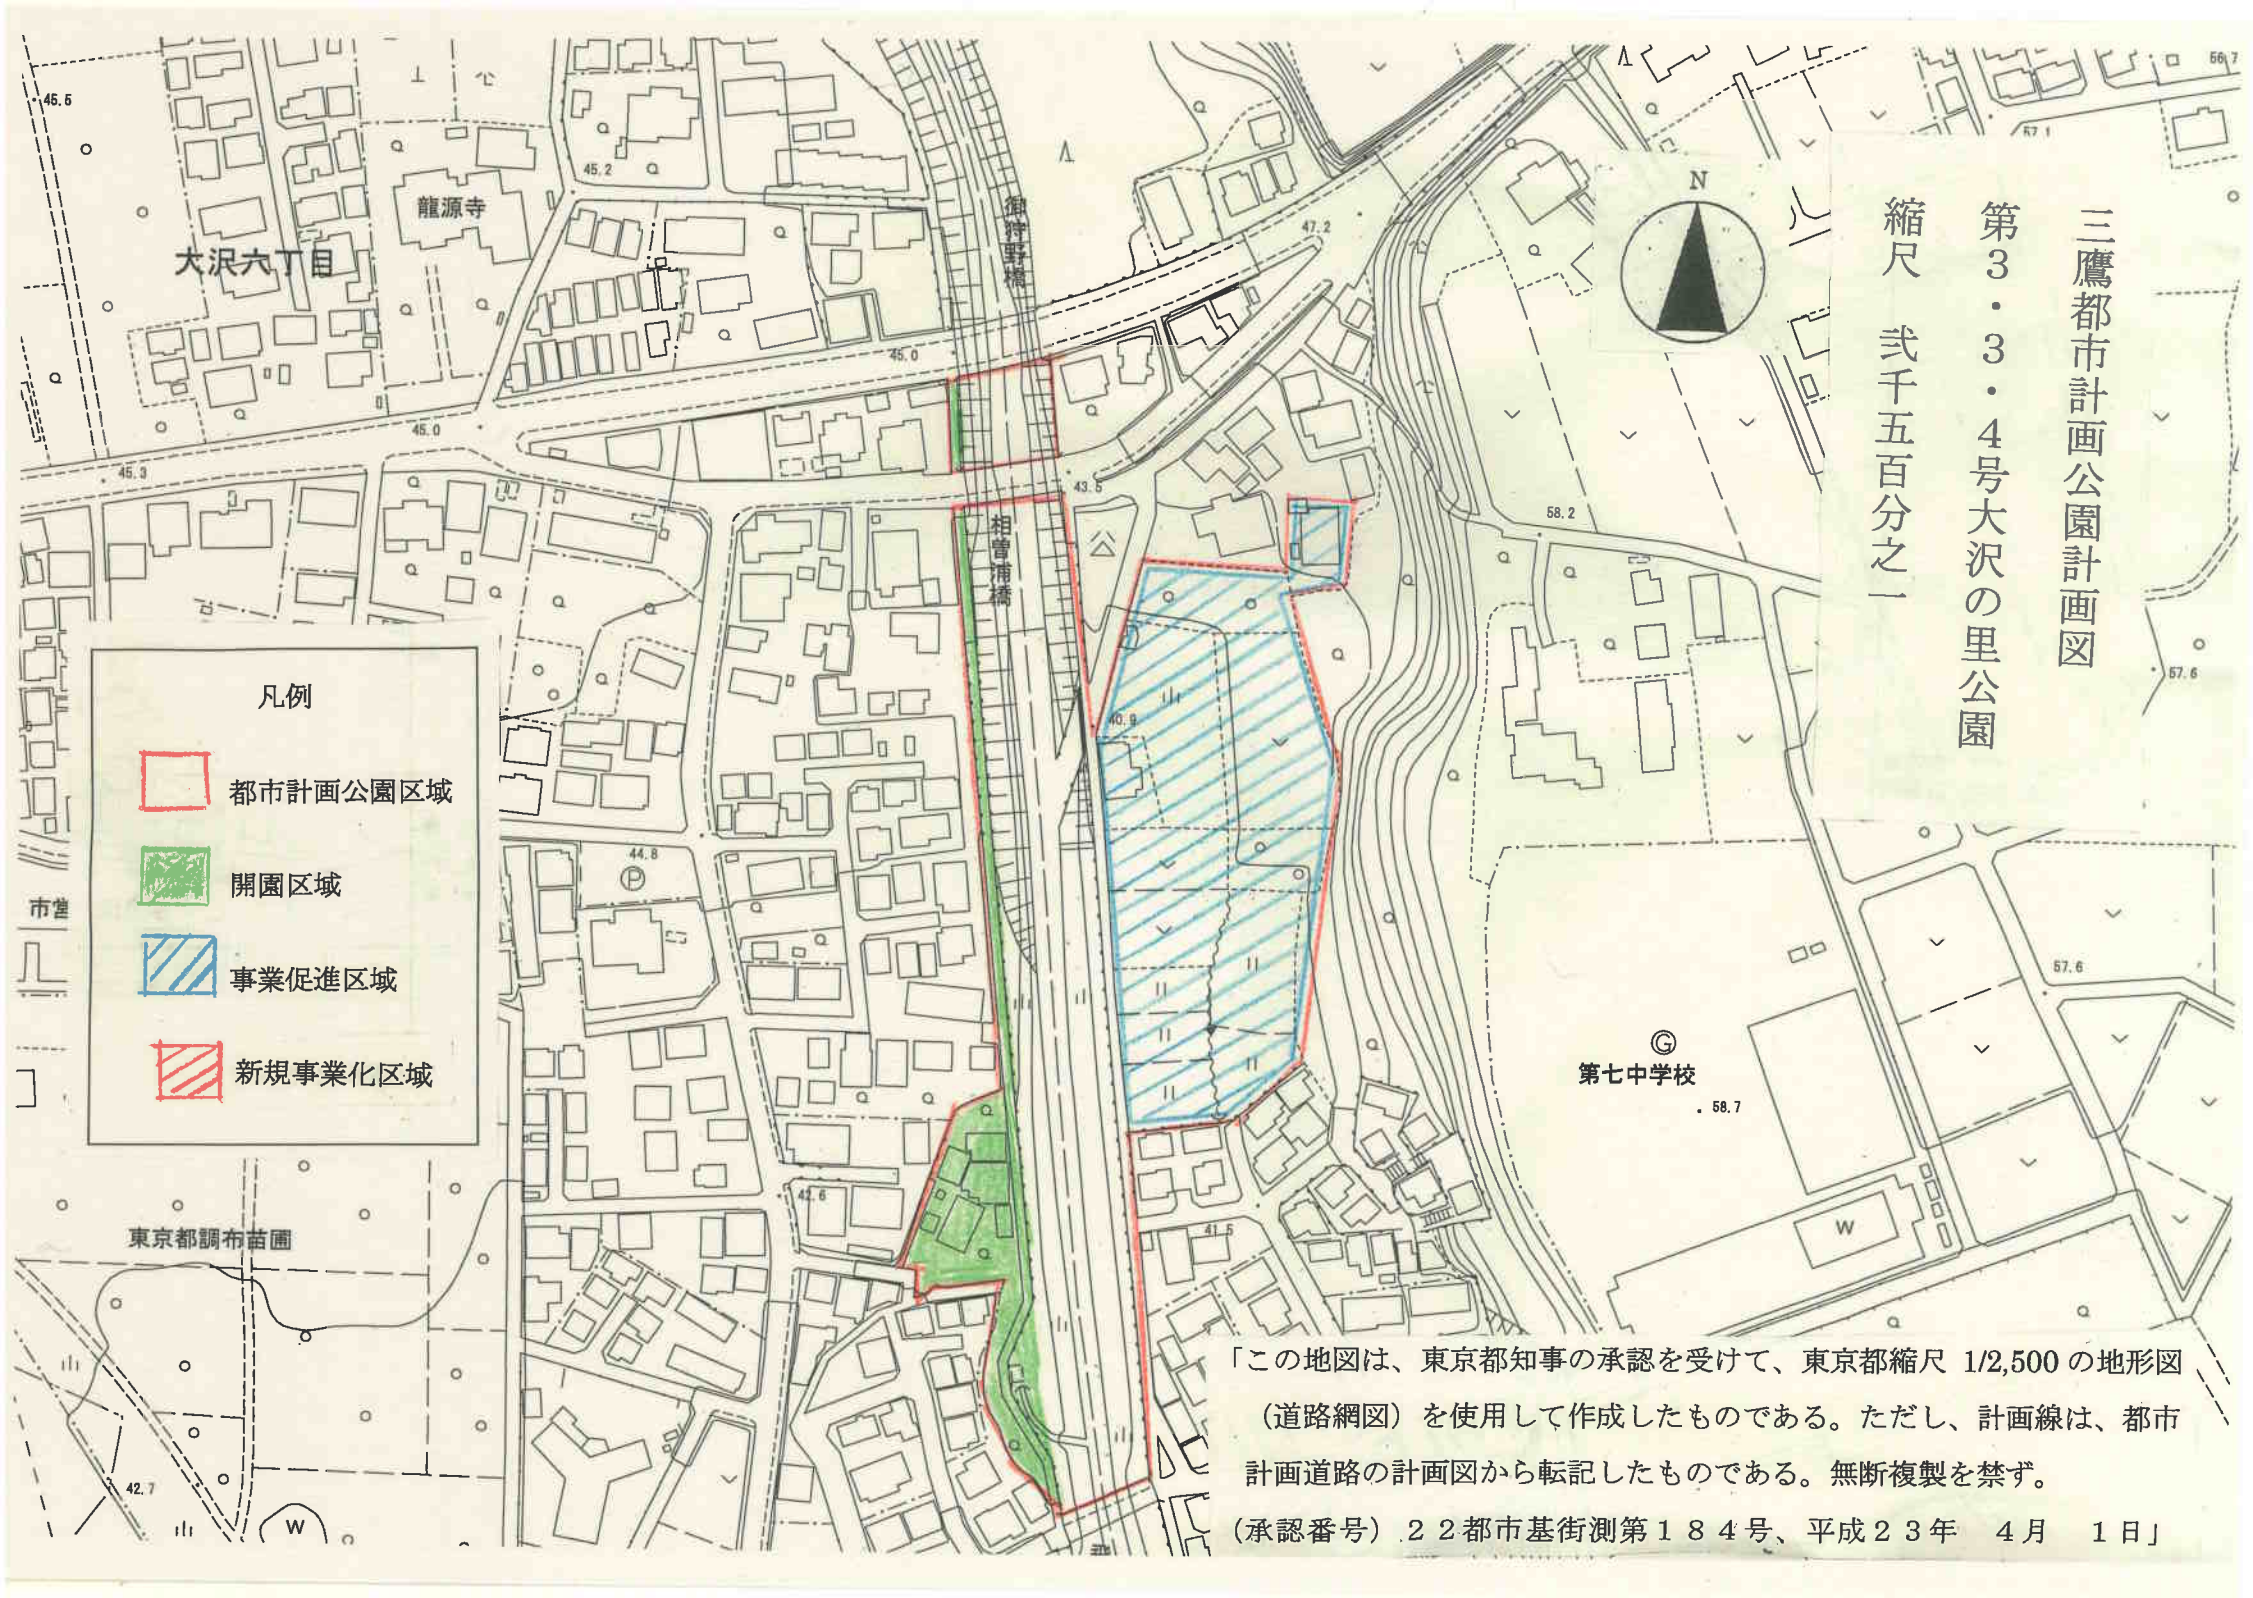 三鷹都市計画公園計画図
第３・３・４号大沢の里公園
縮尺　弐千五百分之一
N
凡例
都市計画公園区域
開園区域
事業促進区域
新規事業化区域
大沢六丁目
龍源寺
御狩野橋
相曽浦橋
市営
東京都調布苗圃
第七中学校
G
P
W
W
45.5
45.2
47.2
45.0
45.0
45.3
43.5
40.9
44.8
42.6
41.5
42.7
58.2
58.7
57.6
57.6
57.1
56.7
「この地図は、東京都知事の承認を受けて、東京都縮尺 1/2,500 の地形図
（道路網図）を使用して作成したものである。ただし、計画線は、都市
計画道路の計画図から転記したものである。無断複製を禁ず。
（承認番号）２２都市基街測第１８４号、平成２３年　４月　１日」